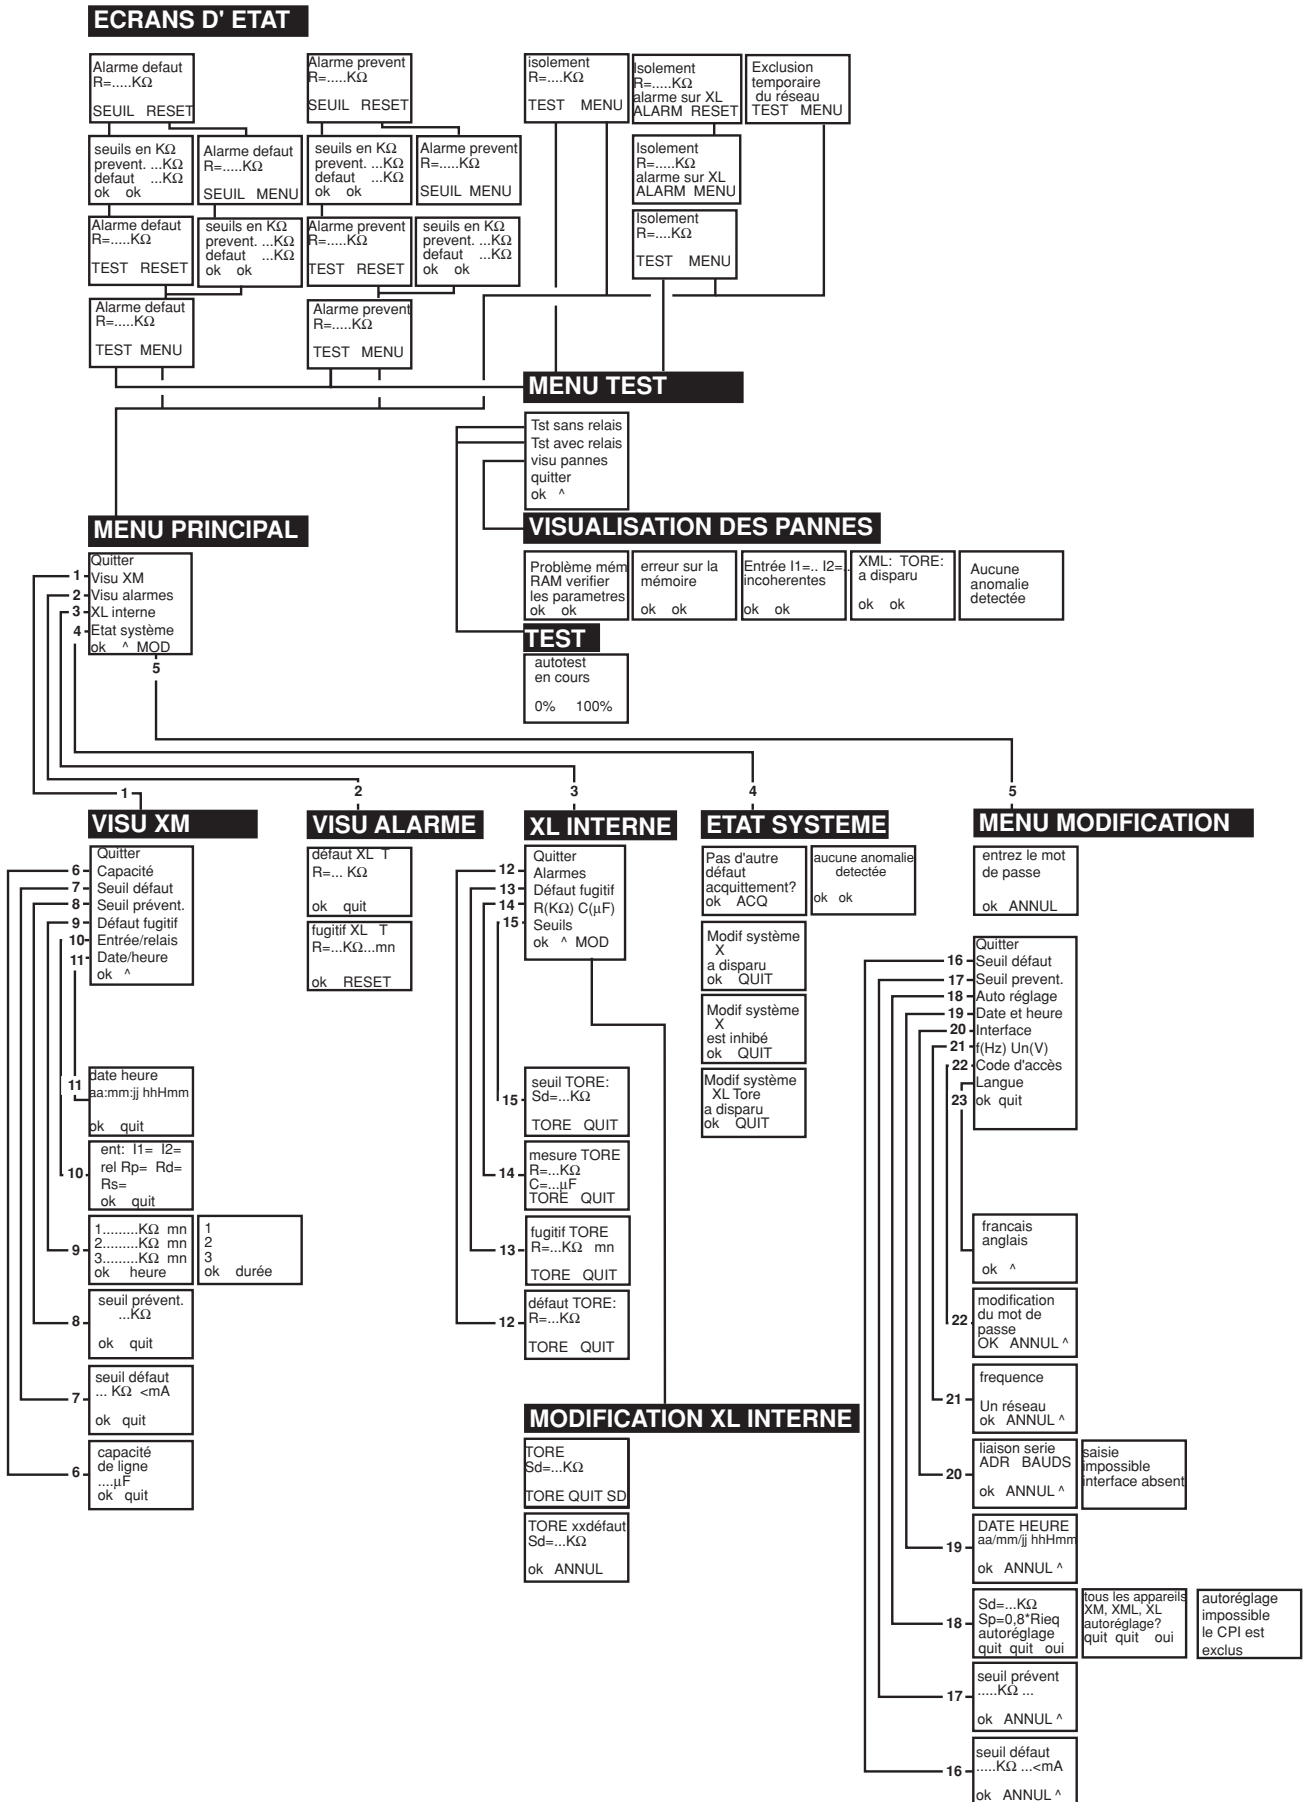 ECRANS D' ETAT
Alarme defaut
R=.....KΩ
SEUIL RESET
Alarme prevent
R=.....KΩ
SEUIL RESET
isolement
R=....KΩ
TEST MENU
Isolement
R=.....KΩ
alarme sur XL
ALARM RESET
Exclusion
temporaire
du réseau
TEST MENU
seuils en KΩ
prevent. ...KΩ
defaut ...KΩ
ok ok
Alarme defaut
R=.....KΩ
SEUIL MENU
seuils en KΩ
prevent. ...KΩ
defaut ...KΩ
ok ok
Alarme prevent
R=.....KΩ
SEUIL MENU
Isolement
R=.....KΩ
alarme sur XL
ALARM MENU
Alarme defaut
R=.....KΩ
TEST RESET
seuils en KΩ
prevent. ...KΩ
defaut ...KΩ
ok ok
Alarme prevent
R=.....KΩ
TEST RESET
seuils en KΩ
prevent. ...KΩ
defaut ...KΩ
ok ok
Isolement
R=....KΩ
TEST MENU
Alarme defaut
R=.....KΩ
TEST MENU
Alarme prevent
R=.....KΩ
TEST MENU
MENU TEST
Tst sans relais
Tst avec relais
visu pannes
quitter
ok ^
MENU PRINCIPAL
Quitter
1 Visu XM
2 Visu alarmes
3 XL interne
4 Etat système
ok ^ MOD
5
VISUALISATION DES PANNES
Problème mém
RAM verifier
les parametres
ok ok
erreur sur la
mémoire
ok ok
Entrée I1=.. I2=..
incoherentes
ok ok
XML: TORE:
a disparu
ok ok
Aucune
anomalie
detectée
TEST
autotest
en cours
0% 100%
1
2
3
4
5
VISU XM
Quitter
6 Capacité
7 Seuil défaut
8 Seuil prévent.
9 Défaut fugitif
10 Entrée/relais
11 Date/heure
ok ^
11
date heure
aa:mm:jj hhHmm
ok quit
10
ent: I1= I2=
rel Rp= Rd=
Rs=
ok quit
9
1.........KΩ mn
2.........KΩ mn
3.........KΩ mn
ok heure
1
2
3
ok durée
8
seuil prévent.
...KΩ
ok quit
7
seuil défaut
... KΩ <mA
ok quit
6
capacité
de ligne
....µF
ok quit
VISU ALARME
défaut XL T
R=... KΩ
ok quit
fugitif XL T
R=...KΩ...mn
ok RESET
XL INTERNE
Quitter
12 Alarmes
13 Défaut fugitif
14 R(KΩ) C(µF)
15 Seuils
ok ^ MOD
15
seuil TORE:
Sd=...KΩ
TORE QUIT
14
mesure TORE
R=...KΩ
C=...µF
TORE QUIT
13
fugitif TORE
R=...KΩ mn
TORE QUIT
12
défaut TORE:
R=...KΩ
TORE QUIT
MODIFICATION XL INTERNE
TORE
Sd=...KΩ
TORE QUIT SD
TORE xxdéfaut
Sd=...KΩ
ok ANNUL
ETAT SYSTEME
Pas d'autre
défaut
acquittement?
ok ACQ
aucune anomalie
detectée
ok ok
Modif système
X
a disparu
ok QUIT
Modif système
X
est inhibé
ok QUIT
Modif système
XL Tore
a disparu
ok QUIT
MENU MODIFICATION
entrez le mot
de passe
ok ANNUL
Quitter
16 Seuil défaut
17 Seuil prevent.
18 Auto réglage
19 Date et heure
20 Interface
21 f(Hz) Un(V)
22 Code d'accès
Langue
23 ok quit
francais
anglais
ok ^
22
modification
du mot de
passe
OK ANNUL ^
21
frequence
Un réseau
ok ANNUL ^
20
liaison serie
ADR BAUDS
ok ANNUL ^
saisie
impossible
interface absent
19
DATE HEURE
aa/mm/jj hhHmm
ok ANNUL ^
18
Sd=...KΩ
Sp=0,8*Rieq
autoréglage
quit quit oui
tous les appareils
XM, XML, XL
autoréglage?
quit quit oui
autoréglage
impossible
le CPI est
exclus
17
seuil prévent
.....KΩ ...
ok ANNUL ^
16
seuil défaut
.....KΩ ...<mA
ok ANNUL ^